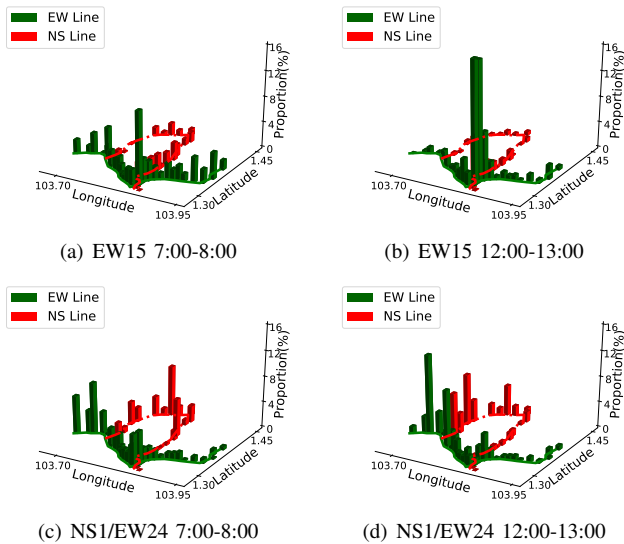 EW Line
NS Line
16
12
8
4
0
Proportion(%)
1.45
1.30
Latitude
103.70
103.95
Longitude
(a) EW15 7:00-8:00
EW Line
NS Line
16
12
8
4
0
Proportion(%)
1.45
1.30
Latitude
103.70
103.95
Longitude
(b) EW15 12:00-13:00
EW Line
NS Line
16
12
8
4
0
Proportion(%)
1.45
1.30
Latitude
103.70
103.95
Longitude
(c) NS1/EW24 7:00-8:00
EW Line
NS Line
16
12
8
4
0
Proportion(%)
1.45
1.30
Latitude
103.70
103.95
Longitude
(d) NS1/EW24 12:00-13:00